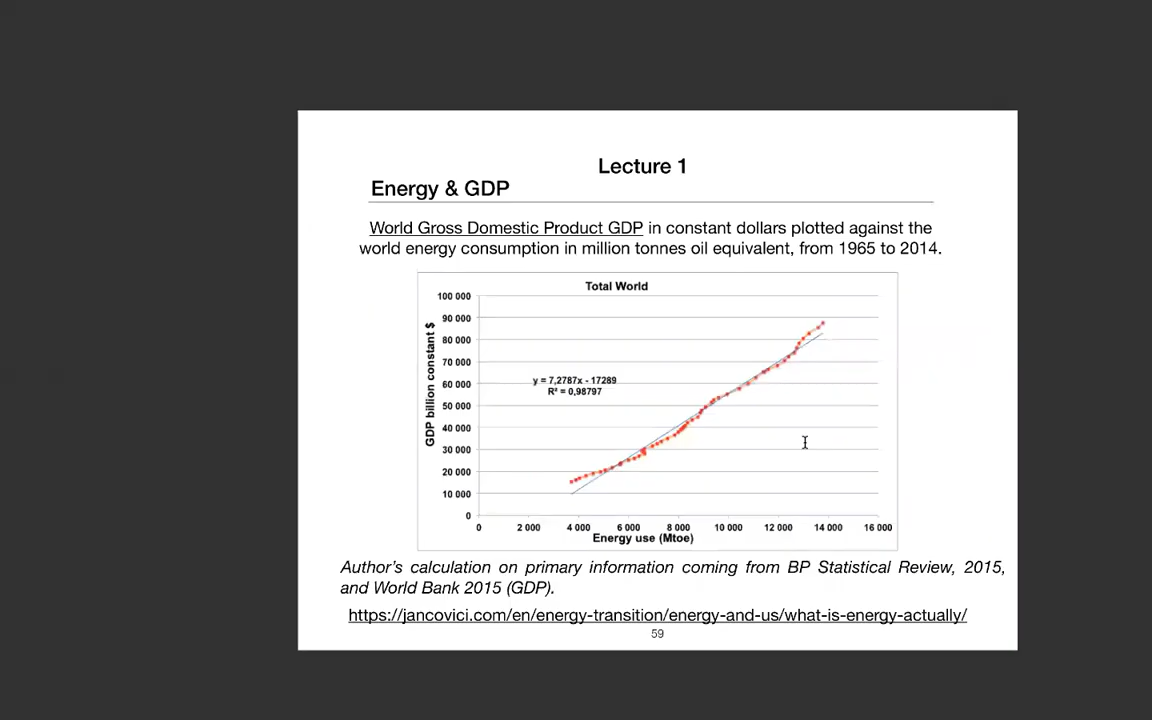 Lecture 1
Energy & GDP
World Gross Domestic Product GDP in constant dollars plotted against the
world energy consumption in million tonnes oil equivalent, from 1965 to 2014.
Total World
GDP billion constant $
100 000
90 000
80 000
70 000
60 000
50 000
40 000
30 000
20 000
10 000
0
y = 7,2787x - 17289
R² = 0,98797
0 2 000 4 000 6 000 8 000 10 000 12 000 14 000 16 000
Energy use (Mtoe)
Author's calculation on primary information coming from BP Statistical Review, 2015,
and World Bank 2015 (GDP).
https://jancovici.com/en/energy-transition/energy-and-us/what-is-energy-actually/
59